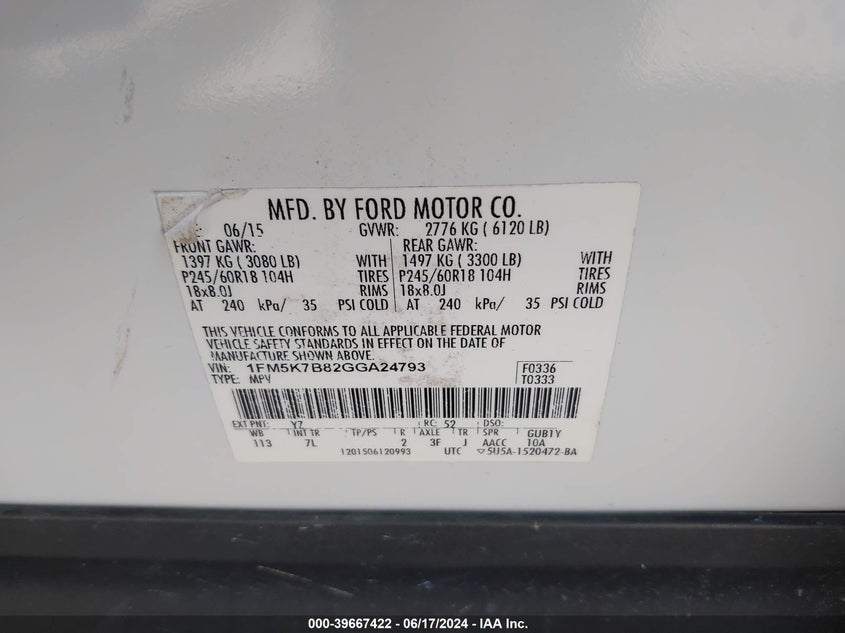 MFD. BY FORD MOTOR CO.
06/15 GVWR: 2776 KG ( 6120 LB)
FRONT GAWR: REAR GAWR:
1397 KG ( 3080 LB) WITH 1497 KG ( 3300 LB) WITH
P245/60R18 104H TIRES P245/60R18 104H TIRES
18x8.0J RIMS 18x8.0J RIMS
AT 240 kPa/ 35 PSI COLD AT 240 kPa/ 35 PSI COLD
THIS VEHICLE CONFORMS TO ALL APPLICABLE FEDERAL MOTOR
VEHICLE SAFETY STANDARDS IN EFFECT ON THE DATE OF
MANUFACTURE SHOWN ABOVE.
VIN: 1FM5K7B82GGA24793 F0336
TYPE: MPV T0333
EXT PNT: Y7 RC: 52 DSO:
WB INT TR TP/PS R AXLE TR SPR GUB1Y
113 7L 2 3F J AACC 10A
1201506120993 UTC ▽5U5A-1520472-BA
000-39667422 - 06/17/2024 - IAA Inc.